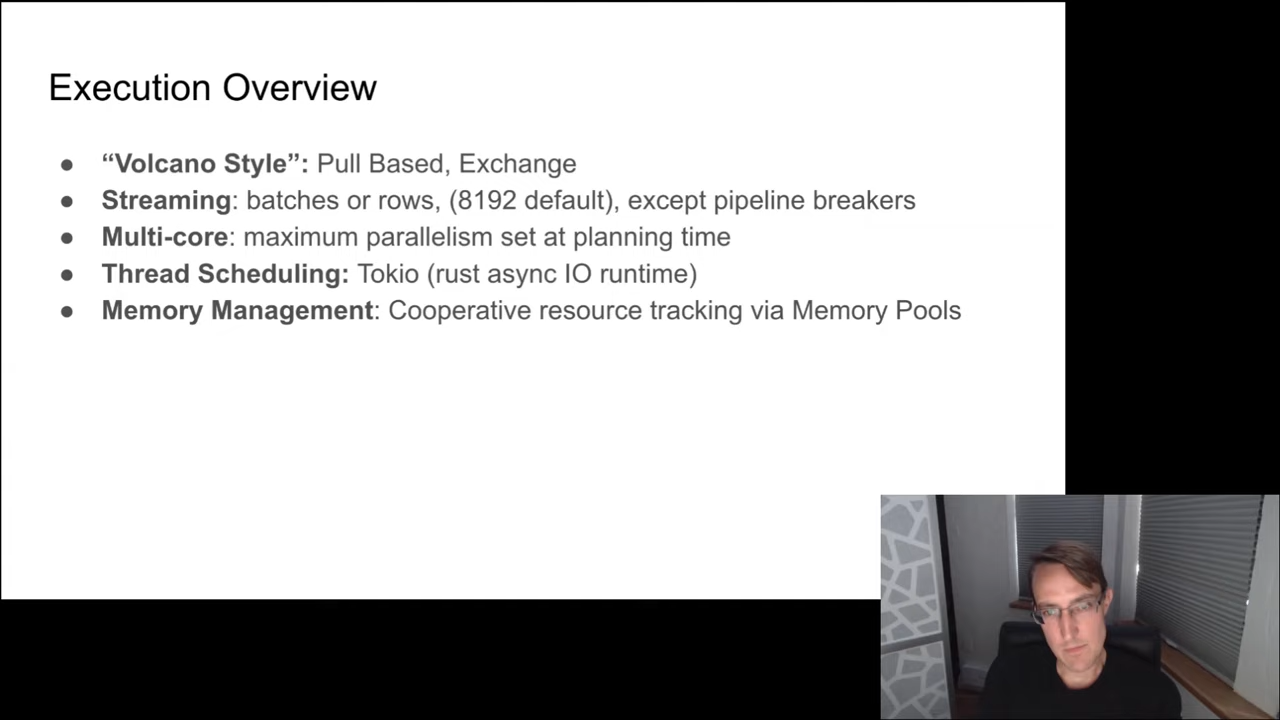 Execution Overview
● “Volcano Style”: Pull Based, Exchange
● Streaming: batches or rows, (8192 default), except pipeline breakers
● Multi-core: maximum parallelism set at planning time
● Thread Scheduling: Tokio (rust async IO runtime)
● Memory Management: Cooperative resource tracking via Memory Pools